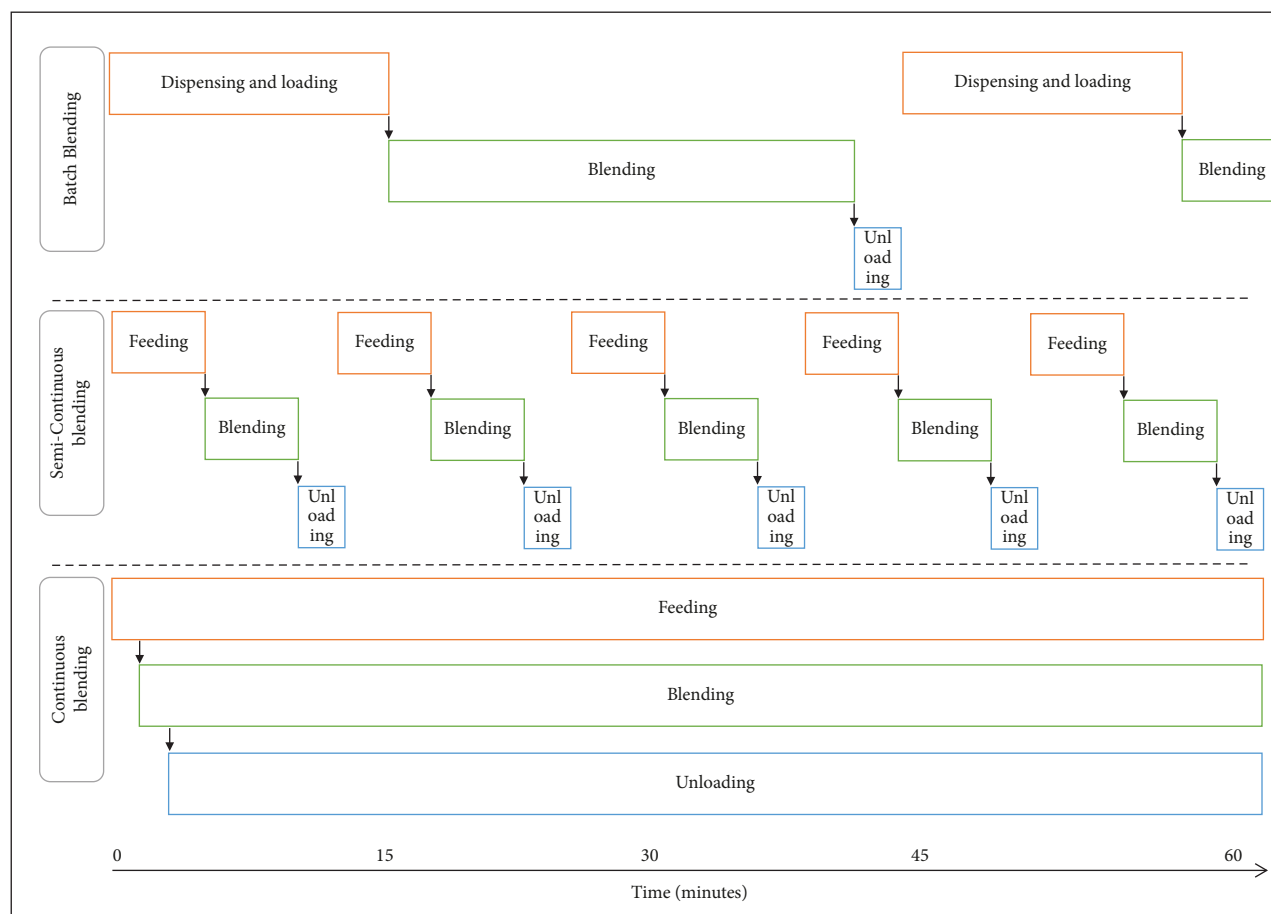 Batch Blending
Dispensing and loading
Dispensing and loading
Blending
Blending
Unl
oad
ing
Semi-Continuous
blending
Feeding
Feeding
Feeding
Feeding
Feeding
Blending
Blending
Blending
Blending
Blending
Unl
oad
ing
Unl
oad
ing
Unl
oad
ing
Unl
oad
ing
Unl
oad
ing
Continuous
blending
Feeding
Blending
Unloading
0 15 30 45 60
Time (minutes)